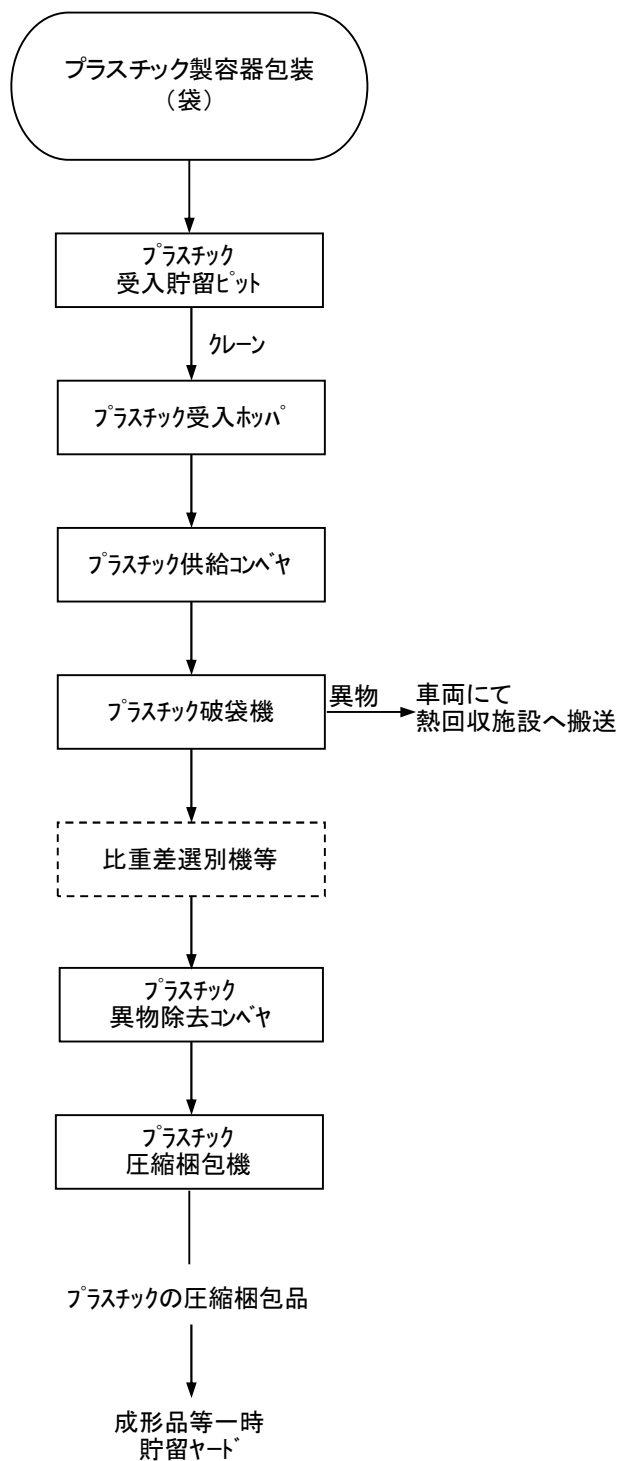 プラスチック製容器包装
（袋）
ﾌﾟﾗｽﾁｯｸ
受入貯留ﾋﾟｯﾄ
ｸﾚｰﾝ
ﾌﾟﾗｽﾁｯｸ受入ﾎｯﾊﾟ
ﾌﾟﾗｽﾁｯｸ供給ｺﾝﾍﾞﾔ
ﾌﾟﾗｽﾁｯｸ破袋機
異物
車両にて
熱回収施設へ搬送
比重差選別機等
ﾌﾟﾗｽﾁｯｸ
異物除去ｺﾝﾍﾞﾔ
ﾌﾟﾗｽﾁｯｸ
圧縮梱包機
ﾌﾟﾗｽﾁｯｸの圧縮梱包品
成形品等一時
貯留ﾔｰﾄﾞ